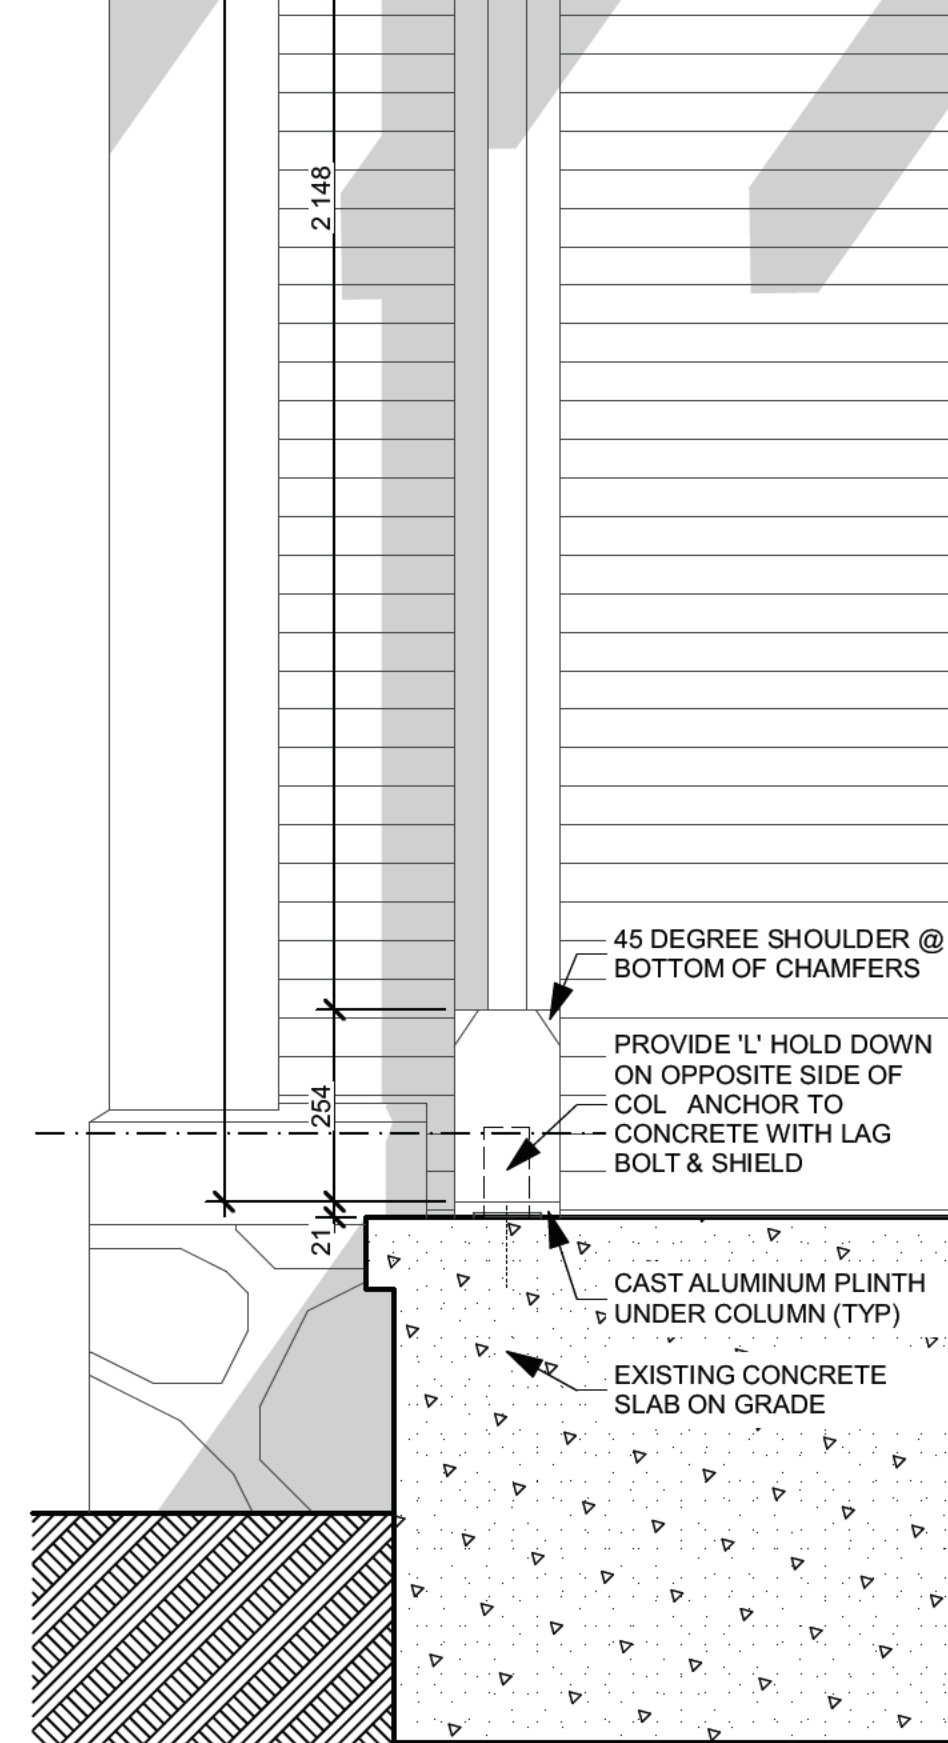 2 148
45 DEGREE SHOULDER @
BOTTOM OF CHAMFERS
PROVIDE 'L' HOLD DOWN
ON OPPOSITE SIDE OF
COL ANCHOR TO
CONCRETE WITH LAG
BOLT & SHIELD
254
21
CAST ALUMINUM PLINTH
UNDER COLUMN (TYP)
EXISTING CONCRETE
SLAB ON GRADE